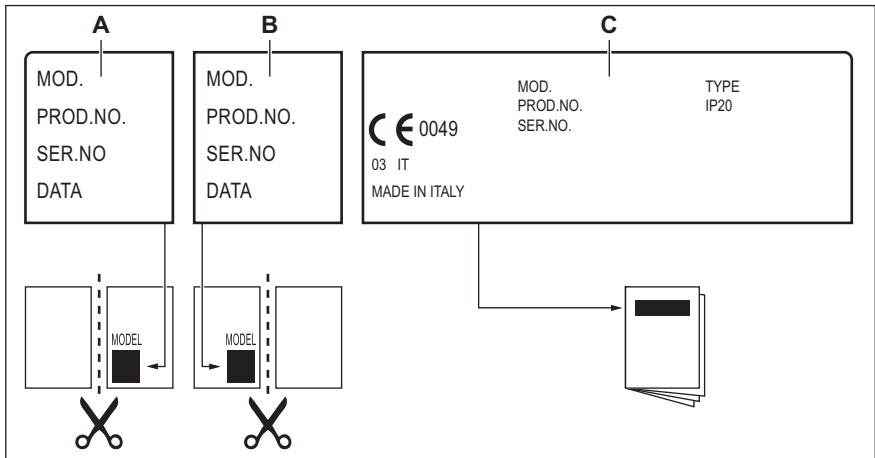 A
B
C
MOD.
PROD.NO.
SER.NO
DATA
MOD.
PROD.NO.
SER.NO
DATA
MOD.
PROD.NO.
SER.NO.
TYPE
IP20
CE 0049
03 IT
MADE IN ITALY
MODEL
MODEL